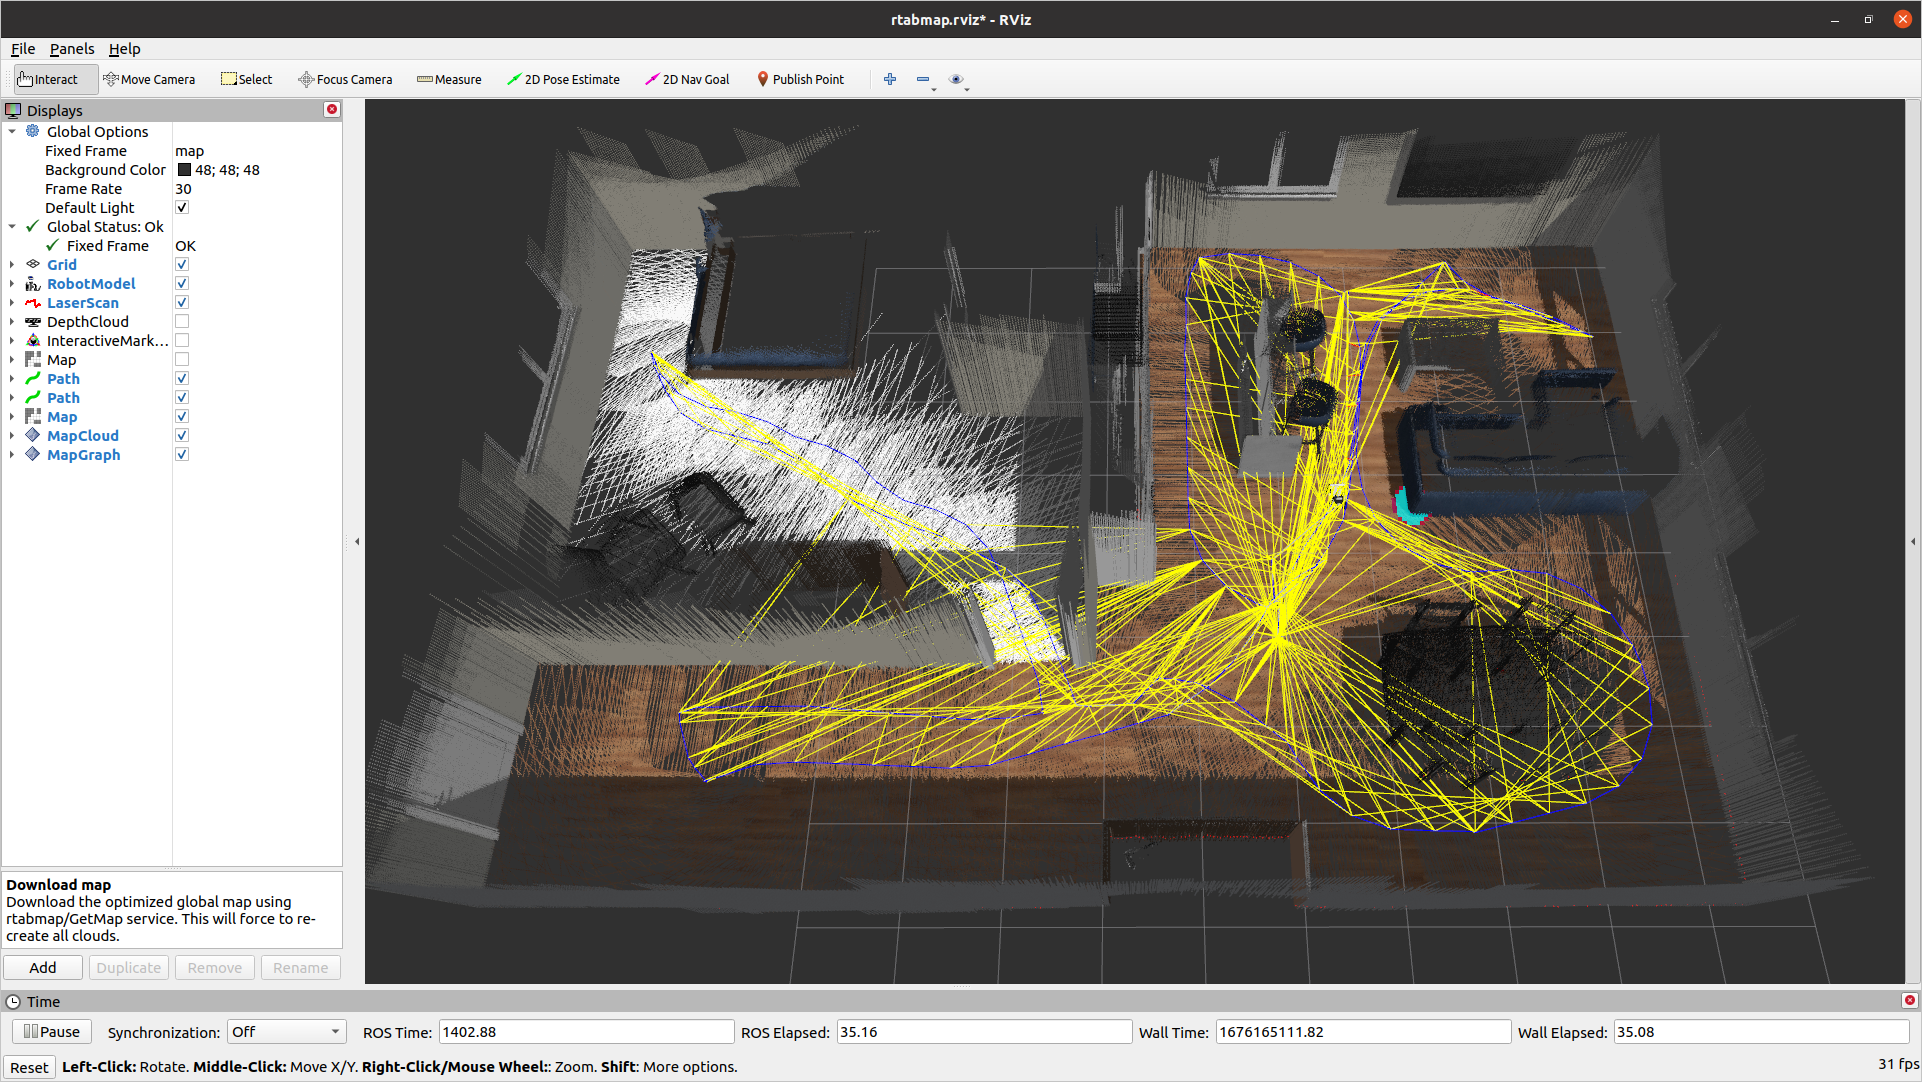 rtabmap.rviz* - RViz
File Panels Help
Interact Move Camera Select Focus Camera Measure 2D Pose Estimate 2D Nav Goal Publish Point
Displays
Global Options
Fixed Frame map
Background Color 48; 48; 48
Frame Rate 30
Default Light
Global Status: Ok
Fixed Frame OK
Grid
RobotModel
LaserScan
DepthCloud
InteractiveMark...
Map
Path
Path
Map
MapCloud
MapGraph
Download map
Download the optimized global map using
rtabmap/GetMap service. This will force to re-
create all clouds.
Add Duplicate Remove Rename
Time
Pause Synchronization: Off ROS Time: 1402.88 ROS Elapsed: 35.16 Wall Time: 1676165111.82 Wall Elapsed: 35.08
Reset Left-Click: Rotate. Middle-Click: Move X/Y. Right-Click/Mouse Wheel:: Zoom. Shift: More options. 31 fps